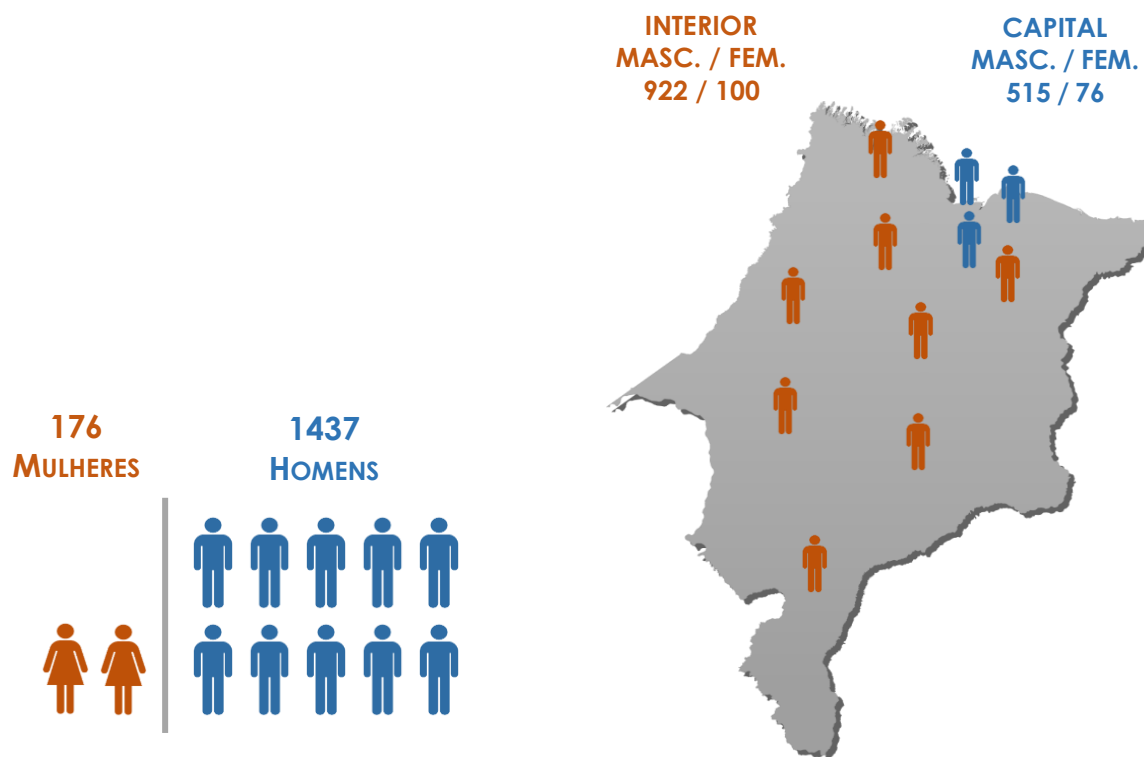 INTERIOR
MASC. / FEM.
922 / 100
CAPITAL
MASC. / FEM.
515 / 76
176
MULHERES
1437
HOMENS